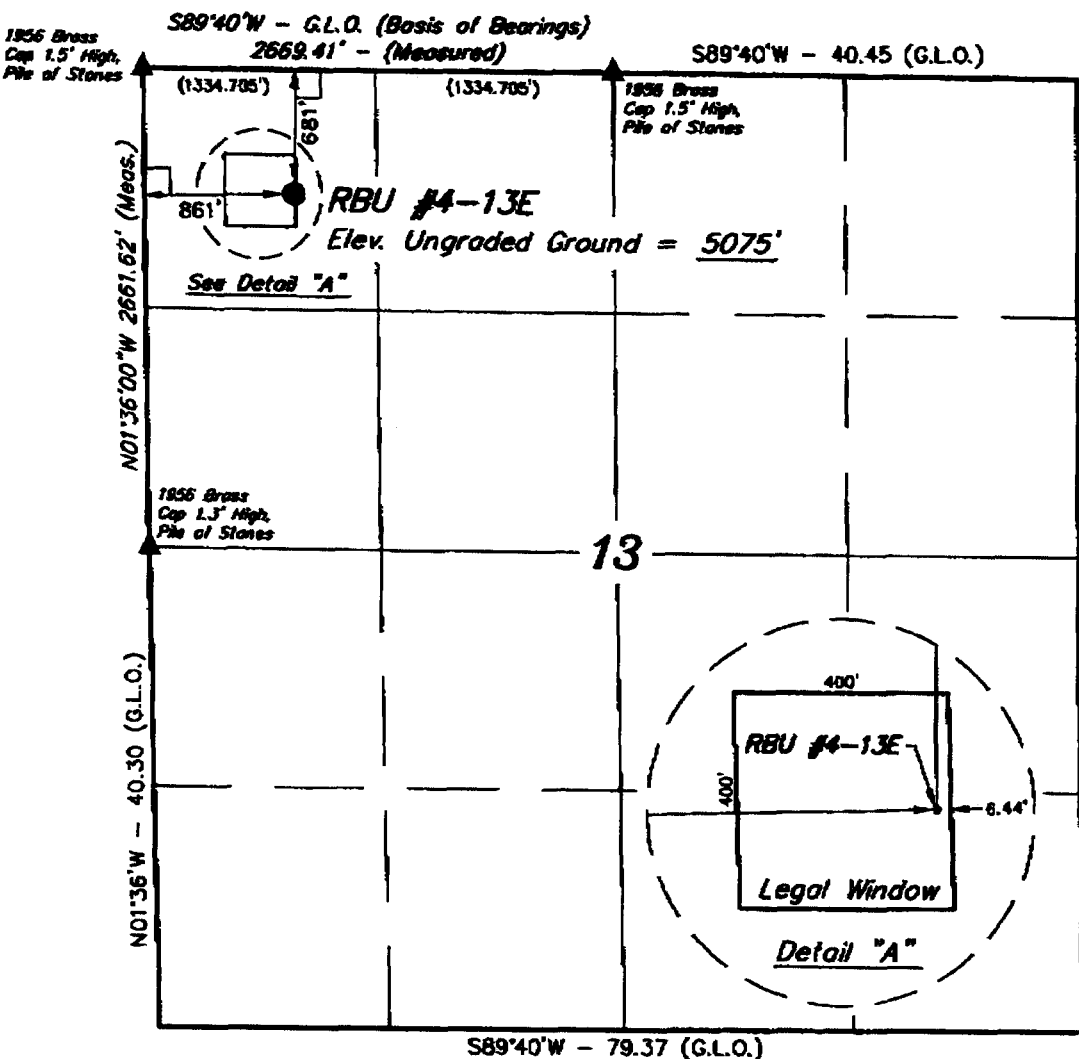 S89°40'W - G.L.O. (Basis of Bearings)
2669.41' - (Measured)
S89°40'W - 40.45 (G.L.O.)
1956 Brass
Cap 1.5' High,
Pile of Stones
(1334.705')
(1334.705')
1956 Brass
Cap 1.5' High,
Pile of Stones
681'
861'
RBU #4-13E
Elev. Ungraded Ground = 5075'
See Detail "A"
N01°36'00"W 2661.62' (Meas.)
1956 Brass
Cap 1.3' High,
Pile of Stones
13
N01°36'W - 40.30 (G.L.O.)
400'
RBU #4-13E
400'
6.44'
Legal Window
Detail "A"
S89°40'W - 79.37 (G.L.O.)